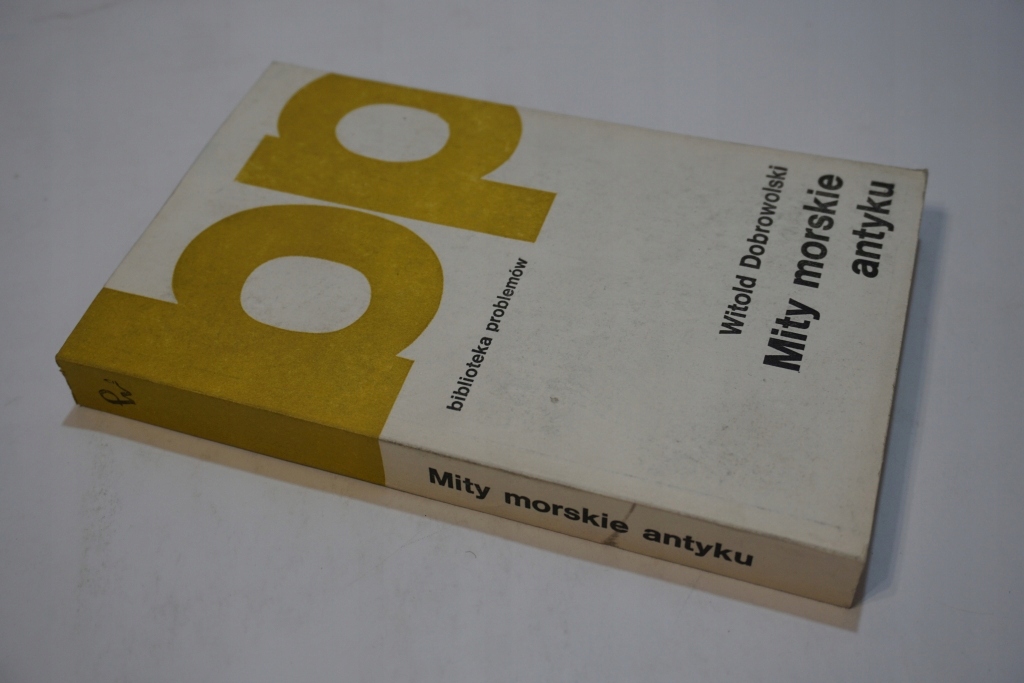 Witold Dobrowolski
Mity morskie
antyku
biblioteka problemów
bp
Mity morskie antyku